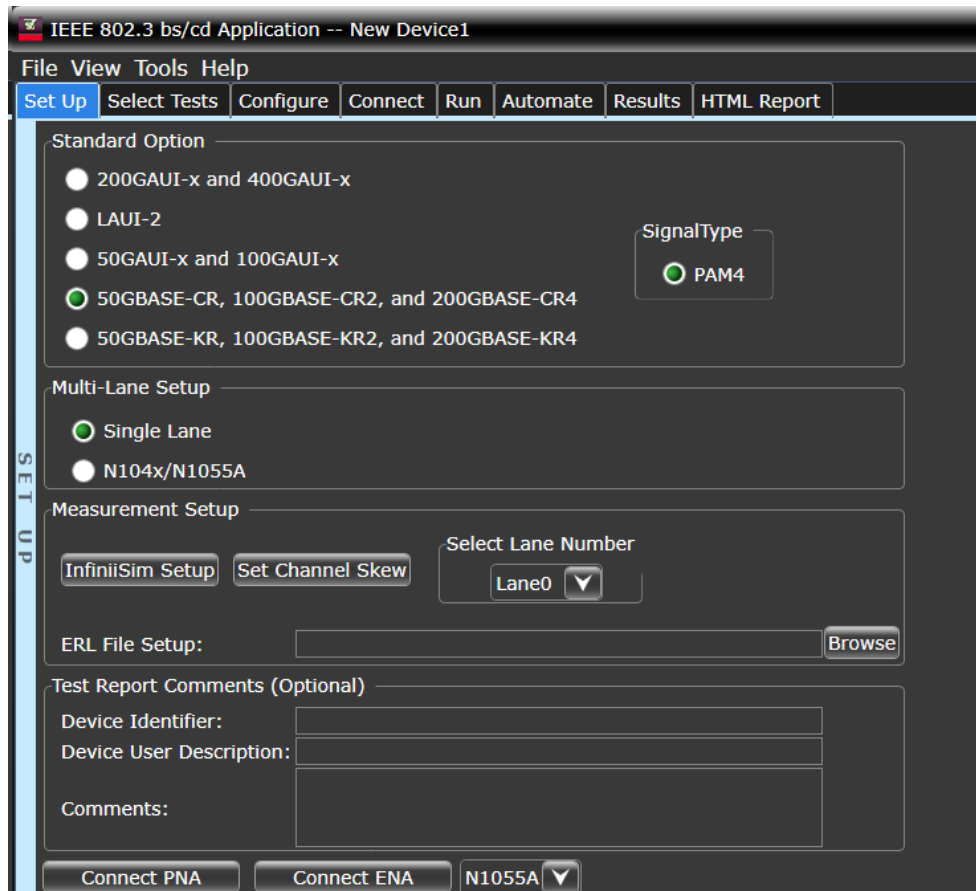 IEEE 802.3 bs/cd Application -- New Device1
File View Tools Help
Set Up Select Tests Configure Connect Run Automate Results HTML Report
SET UP
Standard Option
200GAUI-x and 400GAUI-x
LAUI-2
50GAUI-x and 100GAUI-x
50GBASE-CR, 100GBASE-CR2, and 200GBASE-CR4
50GBASE-KR, 100GBASE-KR2, and 200GBASE-KR4
SignalType
PAM4
Multi-Lane Setup
Single Lane
N104x/N1055A
Measurement Setup
InfiniiSim Setup Set Channel Skew
Select Lane Number
Lane0
ERL File Setup: Browse
Test Report Comments (Optional)
Device Identifier:
Device User Description:
Comments:
Connect PNA Connect ENA N1055A